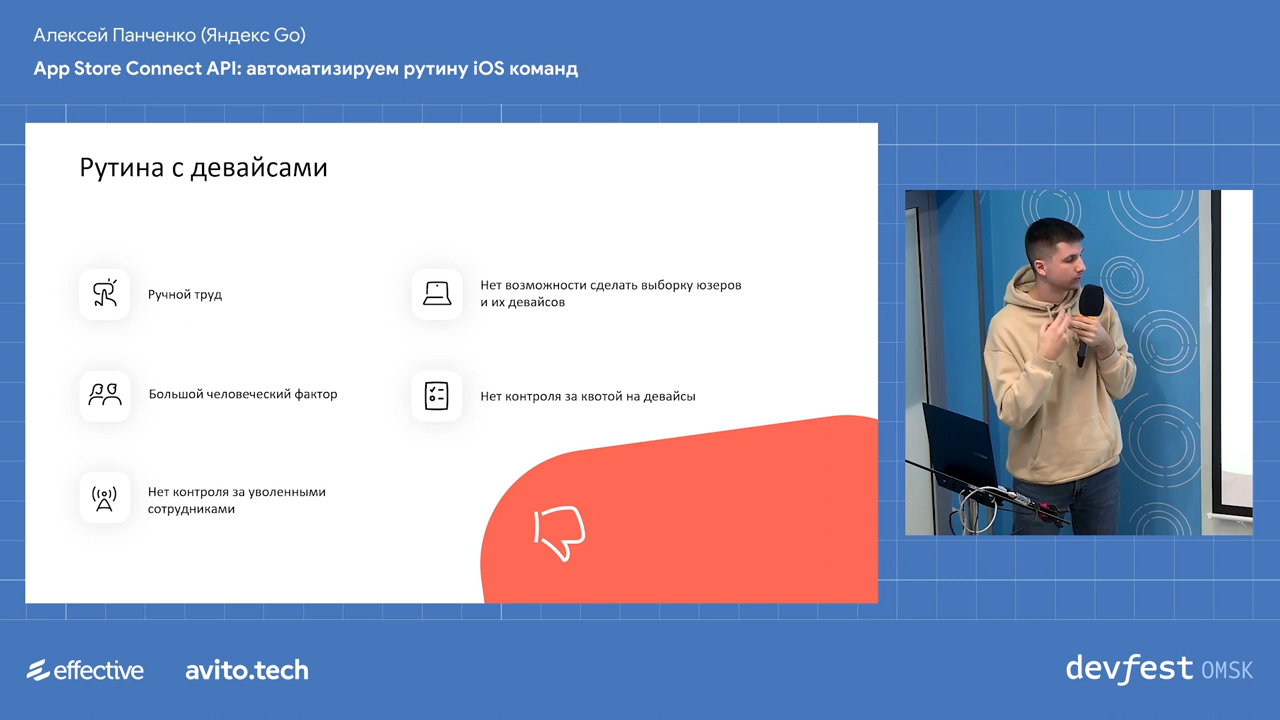 Алексей Панченко (Яндекс Go)
App Store Connect API: автоматизируем рутину iOS команд
Рутина с девайсами
Ручной труд
Большой человеческий фактор
Нет контроля за уволенными
сотрудниками
Нет возможности сделать выборку юзеров
и их девайсов
Нет контроля за квотой на девайсы
effective
avito.tech
devfest OMSK